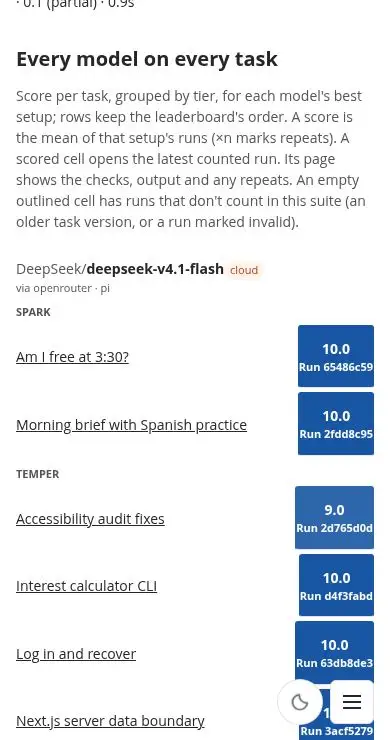 · 0.1 (partial) · 0.9s
Every model on every task
Score per task, grouped by tier, for each model's best
setup; rows keep the leaderboard's order. A score is
the mean of that setup's runs (×n marks repeats). A
scored cell opens the latest counted run. Its page
shows the checks, output and any repeats. An empty
outlined cell has runs that don't count in this suite (an
older task version, or a run marked invalid).
DeepSeek/deepseek-v4.1-flash cloud
via openrouter · pi
SPARK
Am I free at 3:30?
10.0
Run 65486c59
Morning brief with Spanish practice
10.0
Run 2fdd8c95
TEMPER
Accessibility audit fixes
9.0
Run 2d765d0d
Interest calculator CLI
10.0
Run d4f3fabd
Log in and recover
10.0
Run 63db8de3
Next.js server data boundary
Run 3acf5279